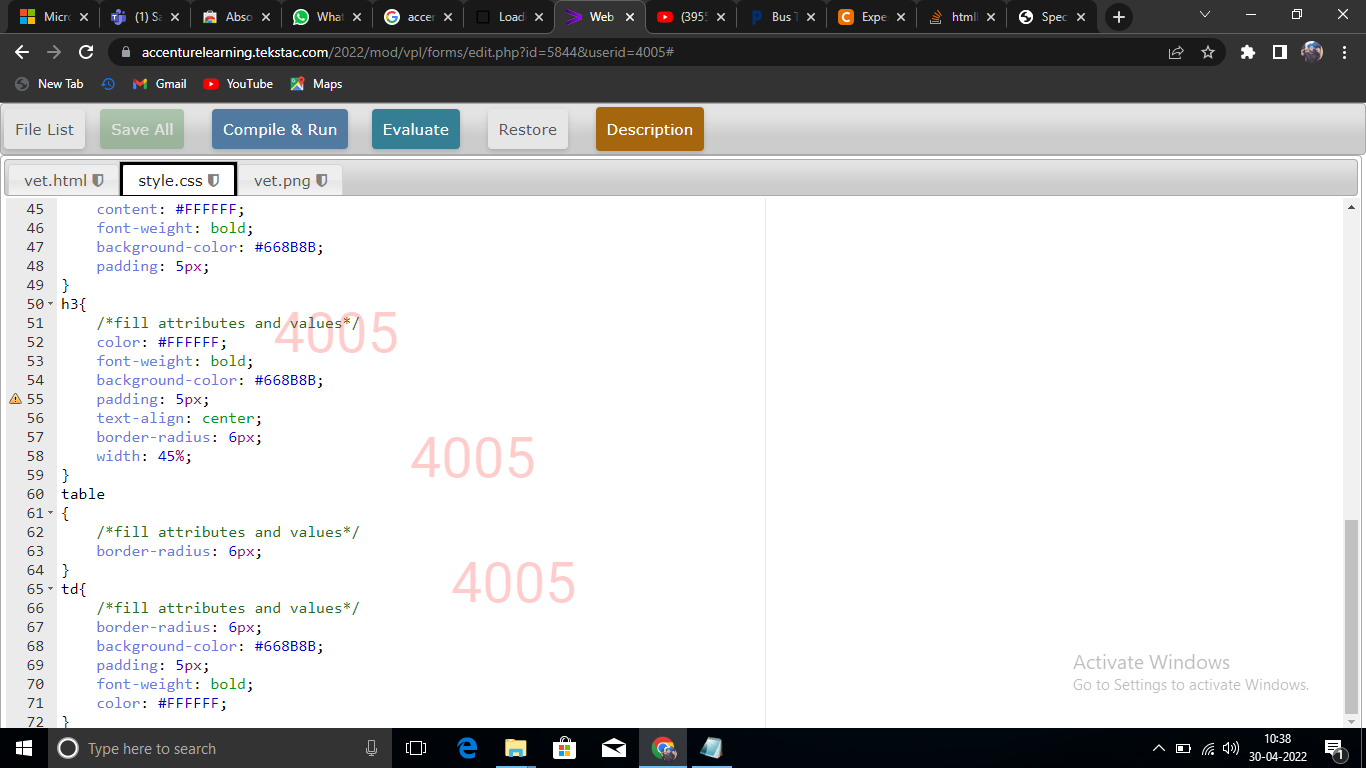 Micro
(1) Sa
Abso
What
accer
Loadi
Web
(3955
Bus T
Expe
html
Spec
accenturelearning.tekstac.com/2022/mod/vpl/forms/edit.php?id=5844&userid=4005#
New Tab
Gmail
YouTube
Maps
File List
Save All
Compile & Run
Evaluate
Restore
Description
vet.html
style.css
vet.png
45 content: #FFFFFF;
46 font-weight: bold;
47 background-color: #668B8B;
48 padding: 5px;
49 }
50 h3{
51 /*fill attributes and values*/
52 color: #FFFFFF;
53 font-weight: bold;
54 background-color: #668B8B;
55 padding: 5px;
56 text-align: center;
57 border-radius: 6px;
58 width: 45%;
59 }
60 table
61 {
62 /*fill attributes and values*/
63 border-radius: 6px;
64 }
65 td{
66 /*fill attributes and values*/
67 border-radius: 6px;
68 background-color: #668B8B;
69 padding: 5px;
70 font-weight: bold;
71 color: #FFFFFF;
72 }
4005
4005
4005
Activate Windows
Go to Settings to activate Windows.
Type here to search
10:38
30-04-2022
1